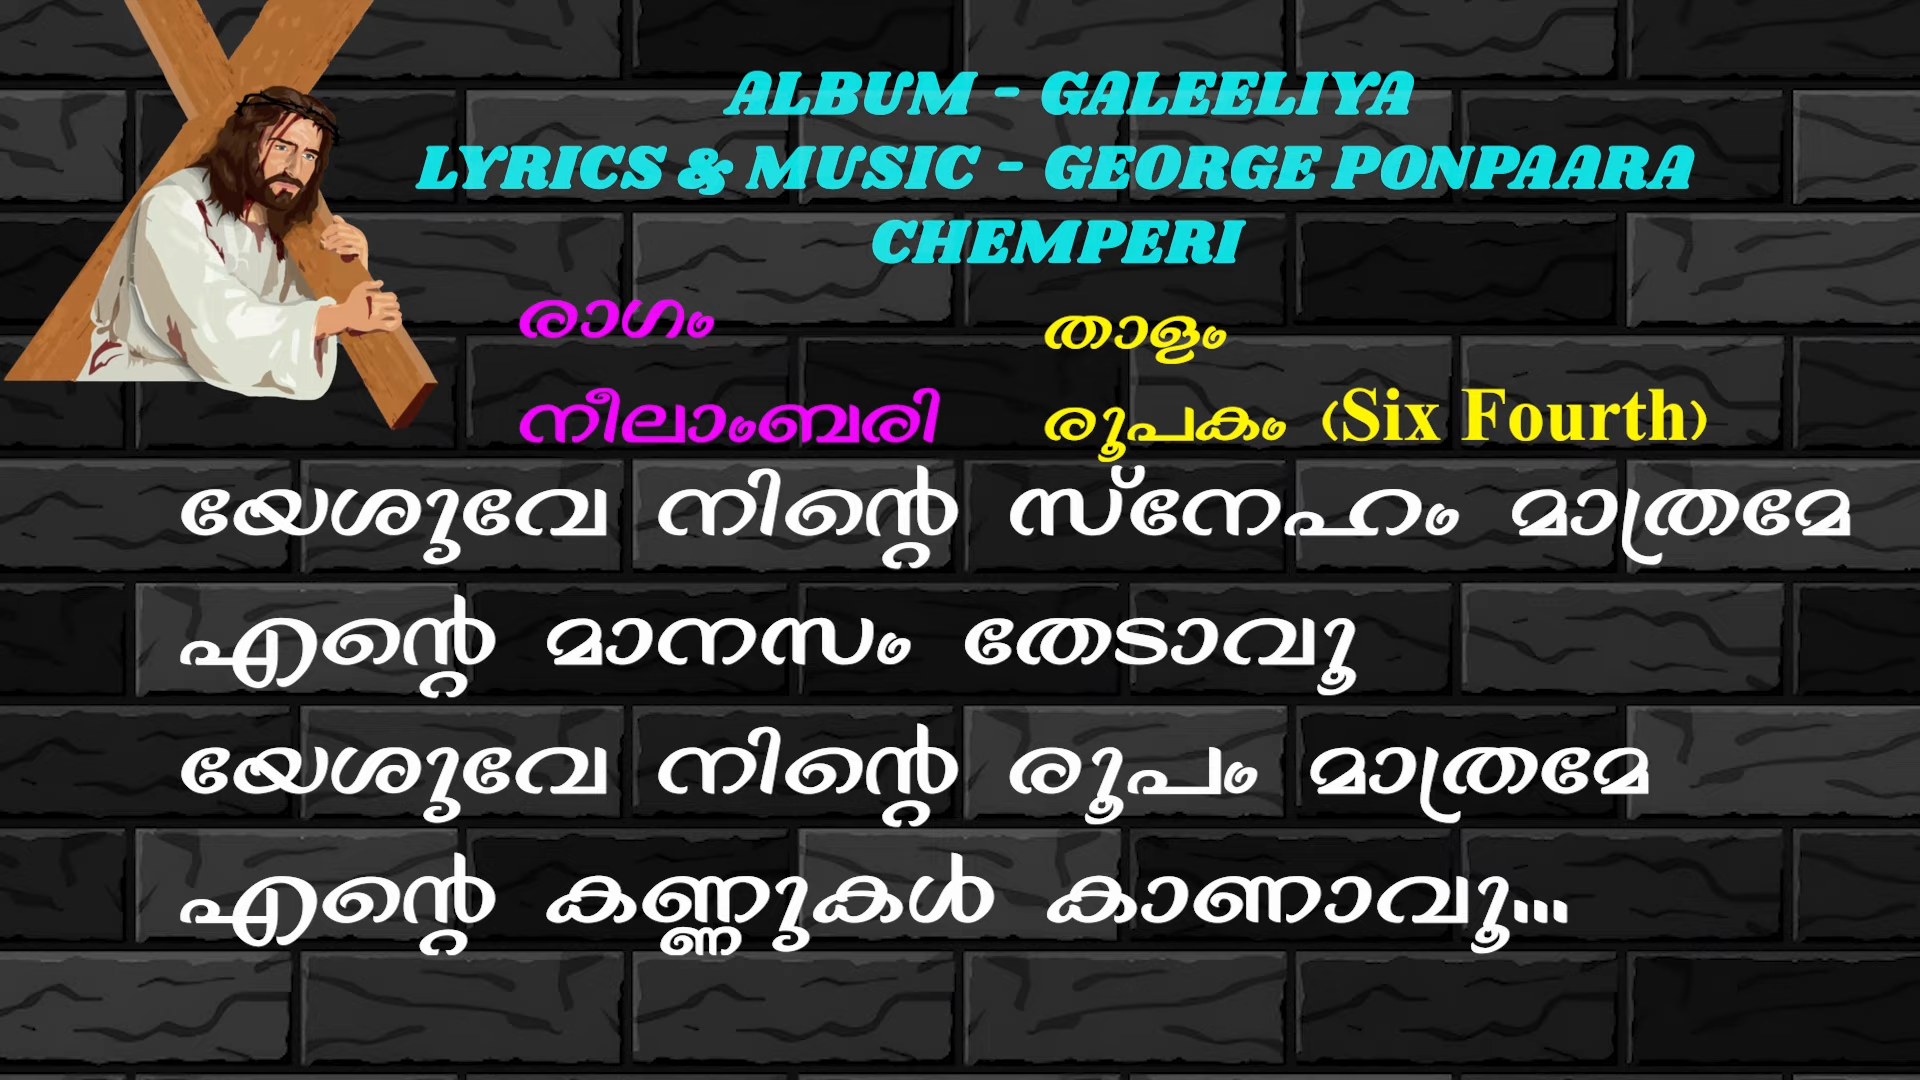 ALBUM - GALEELIYA
LYRICS & MUSIC - GEORGE PONPAARA
CHEMPERI
രാഗം താളം
നീലാംബരി രൂപകം (Six Fourth)
യേശുവേ നിന്റെ സ്നേഹം മാത്രമേ
എന്റെ മാനസം തേടാവൂ
യേശുവേ നിന്റെ രൂപം മാത്രമേ
എന്റെ കണ്ണുകൾ കാണാവൂ...